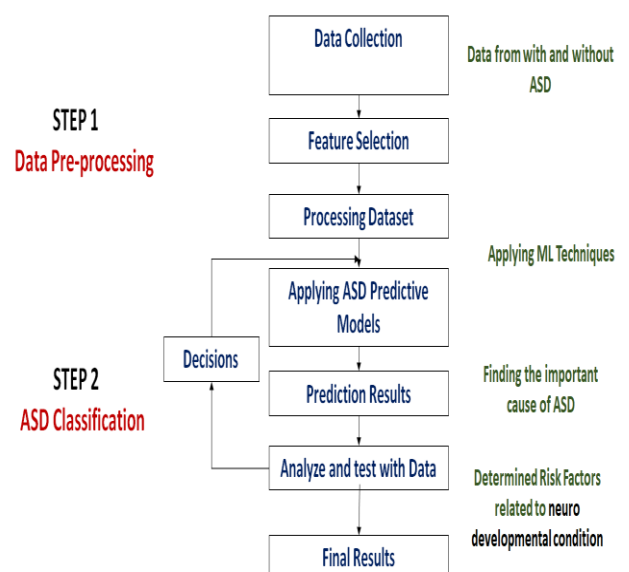 Data Collection
Data from with and without
ASD
STEP 1
Data Pre-processing
Feature Selection
Processing Dataset
Applying ML Techniques
Applying ASD Predictive
Models
Decisions
STEP 2
ASD Classification
Prediction Results
Finding the important
cause of ASD
Analyze and test with Data
Determined Risk Factors
related to neuro
developmental condition
Final Results